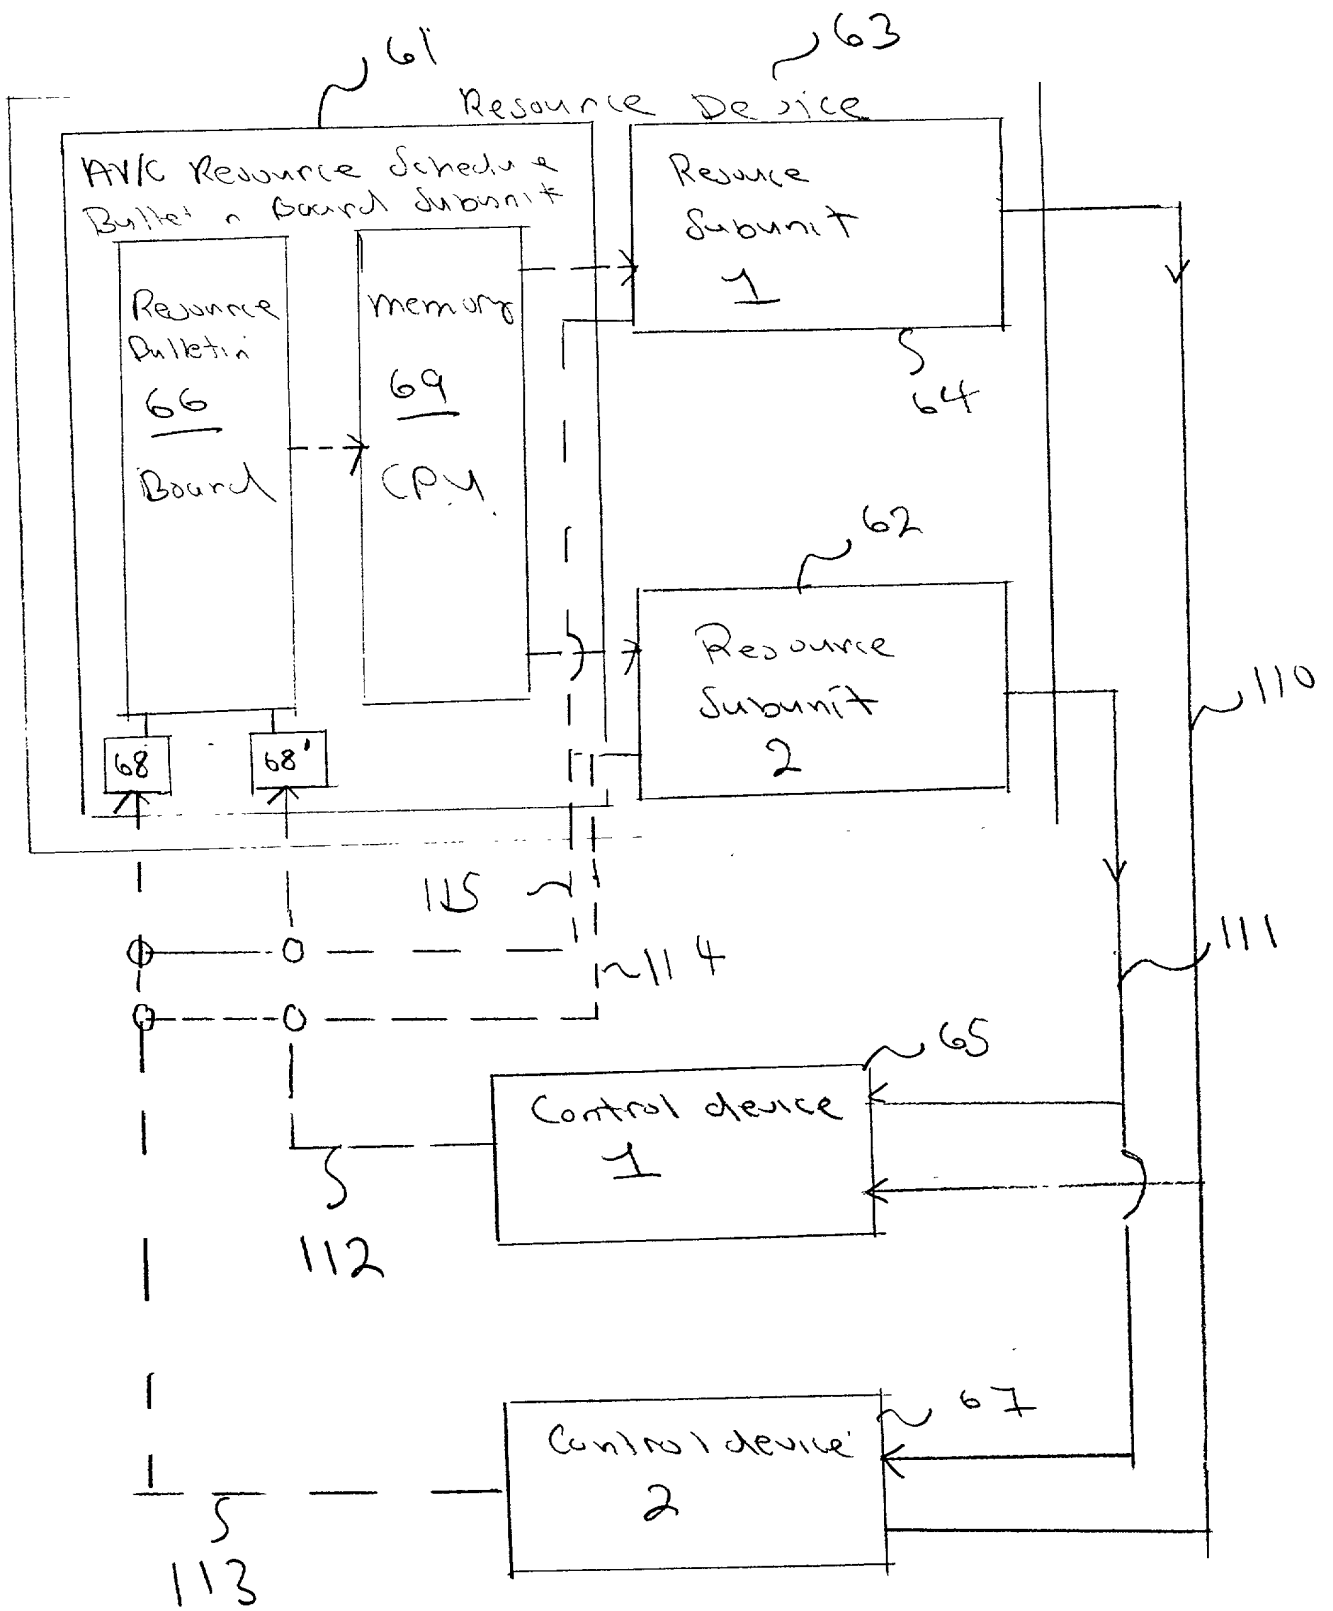 61
63
Resource Device
AV/C Resource Schedule
Bulletin Board Subunit
Resource
Subunit
1
64
Resource
Bulletin
66
Board
memory
69
CPU
62
Resource
Subunit
2
68
68'
110
115
114
111
65
Control device
1
112
67
Control device
2
113